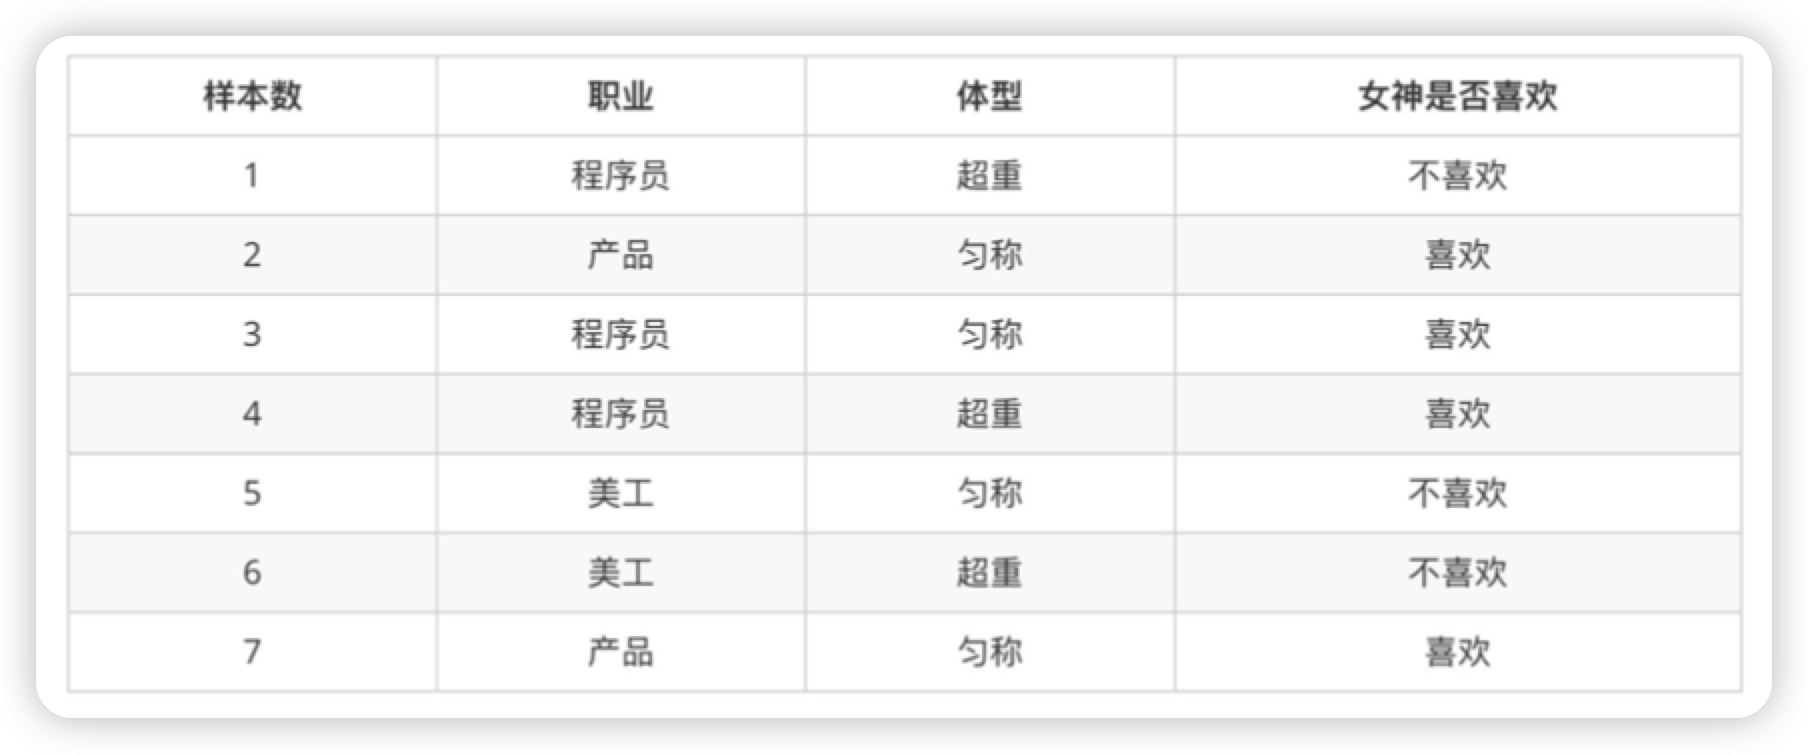 样本数 职业 体型 女神是否喜欢
1 程序员 超重 不喜欢
2 产品 匀称 喜欢
3 程序员 匀称 喜欢
4 程序员 超重 喜欢
5 美工 匀称 不喜欢
6 美工 超重 不喜欢
7 产品 匀称 喜欢